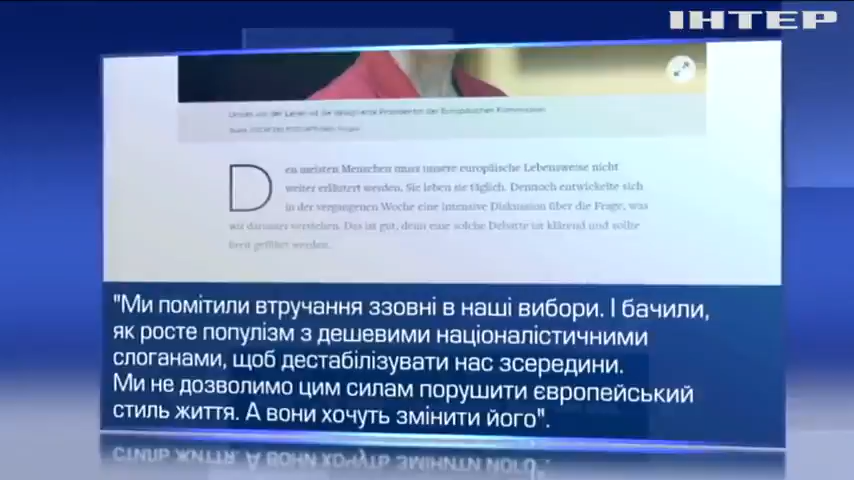 ІНТЕР
Ursula von der Leyen ist die designierte Präsidentin der Europäischen Kommission
Den meisten Menschen muss unsere europäische Lebensweise nicht
weiter erläutert werden. Sie leben sie täglich. Dennoch entwickelte sich
in der vergangenen Woche eine intensive Diskussion über die Frage, was
wir darunter verstehen. Das ist gut, denn eine solche Debatte ist klärend und sollte
breit geführt werden.
"Ми помітили втручання ззовні в наші вибори. І бачили,
як росте популізм з дешевими націоналістичними
слоганами, щоб дестабілізувати нас зсередини.
Ми не дозволимо цим силам порушити європейський
стиль життя. А вони хочуть змінити його".